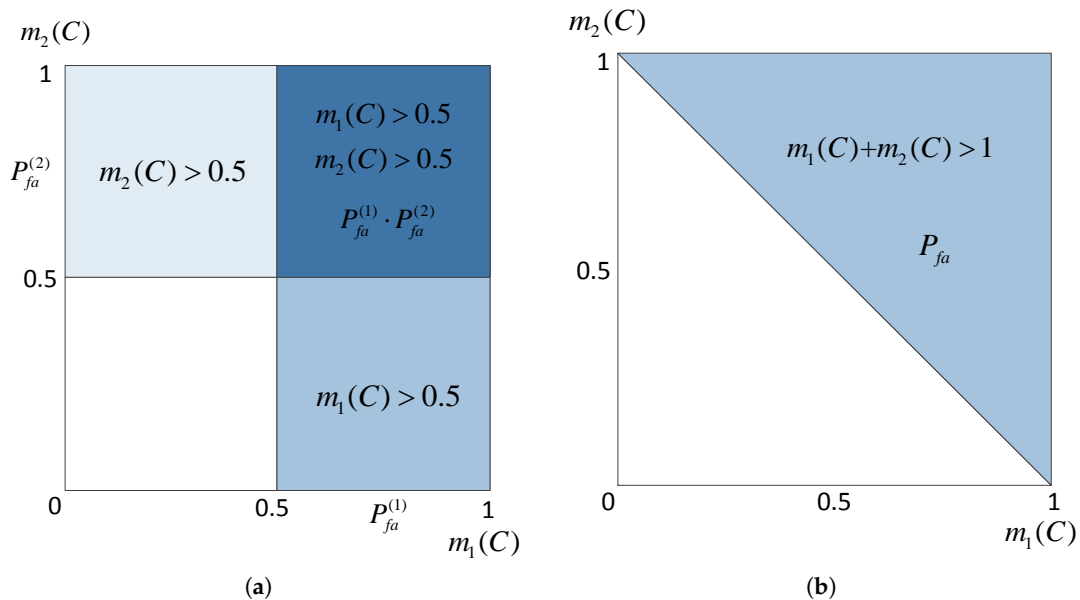 m₂(C)
1
m₁(C) > 0.5
m₂(C) > 0.5
P_fa^(1) · P_fa^(2)
P_fa^(2)
m₂(C) > 0.5
0.5
m₁(C) > 0.5
0
0.5
P_fa^(1)
1
m₁(C)
(a)
m₂(C)
1
m₁(C)+m₂(C) > 1
P_fa
0.5
0
0.5
1
m₁(C)
(b)